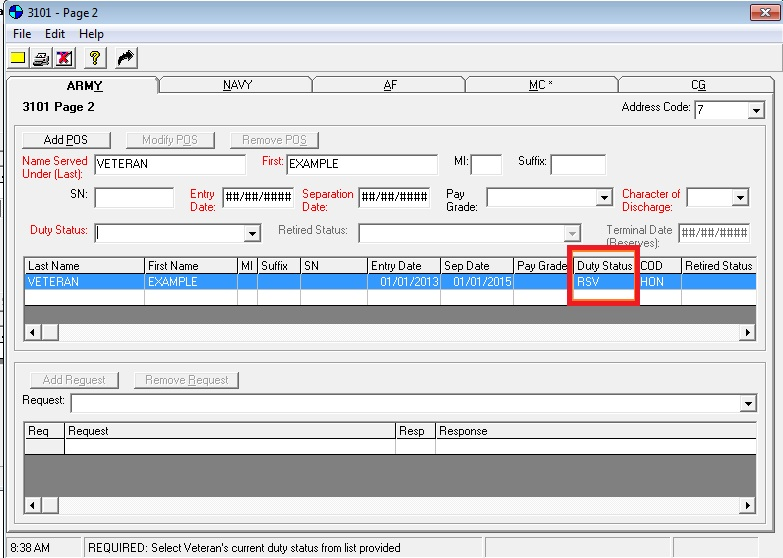 3101 - Page 2
File Edit Help
ARMY NAVY AF MC * CG
3101 Page 2 Address Code: 7
Add POS Modify POS Remove POS
Name Served Under (Last): VETERAN First: EXAMPLE MI: Suffix:
SN: Entry Date: ##/##/#### Separation Date: ##/##/#### Pay Grade: Character of Discharge:
Duty Status: Retired Status: Terminal Date (Reserves): ##/##/####
Last Name First Name MI Suffix SN Entry Date Sep Date Pay Grade Duty Status COD Retired Status
VETERAN EXAMPLE 01/01/2013 01/01/2015 RSV HON
Add Request Remove Request
Request:
Req Request Resp Response
8:38 AM REQUIRED: Select Veteran's current duty status from list provided